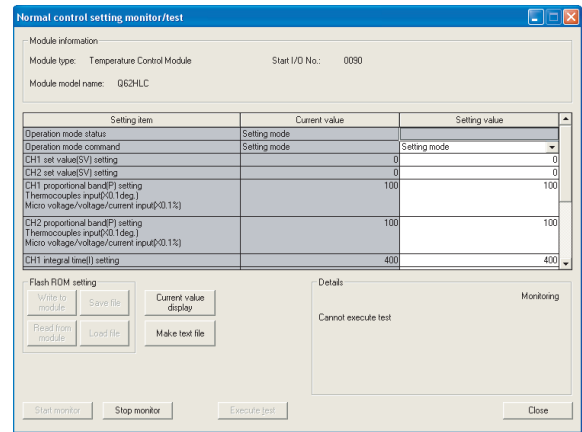 Normal control setting monitor/test
Module information
Module type: Temperature Control Module Start I/O No.: 0090
Module model name: Q62HLC
Setting item Current value Setting value
Operation mode status Setting mode
Operation mode command Setting mode Setting mode
CH1 set value(SV) setting 0 0
CH2 set value(SV) setting 0 0
CH1 proportional band(P) setting 100 100
Thermocouples input(X0.1deg.)
Micro voltage/voltage/current input(X0.1%)
CH2 proportional band(P) setting 100 100
Thermocouples input(X0.1deg.)
Micro voltage/voltage/current input(X0.1%)
CH1 integral time(I) setting 400 400
Flash ROM setting
Write to module
Save file
Current value display
Read from module
Load file
Make text file
Details
Monitoring
Cannot execute test
Start monitor
Stop monitor
Execute test
Close